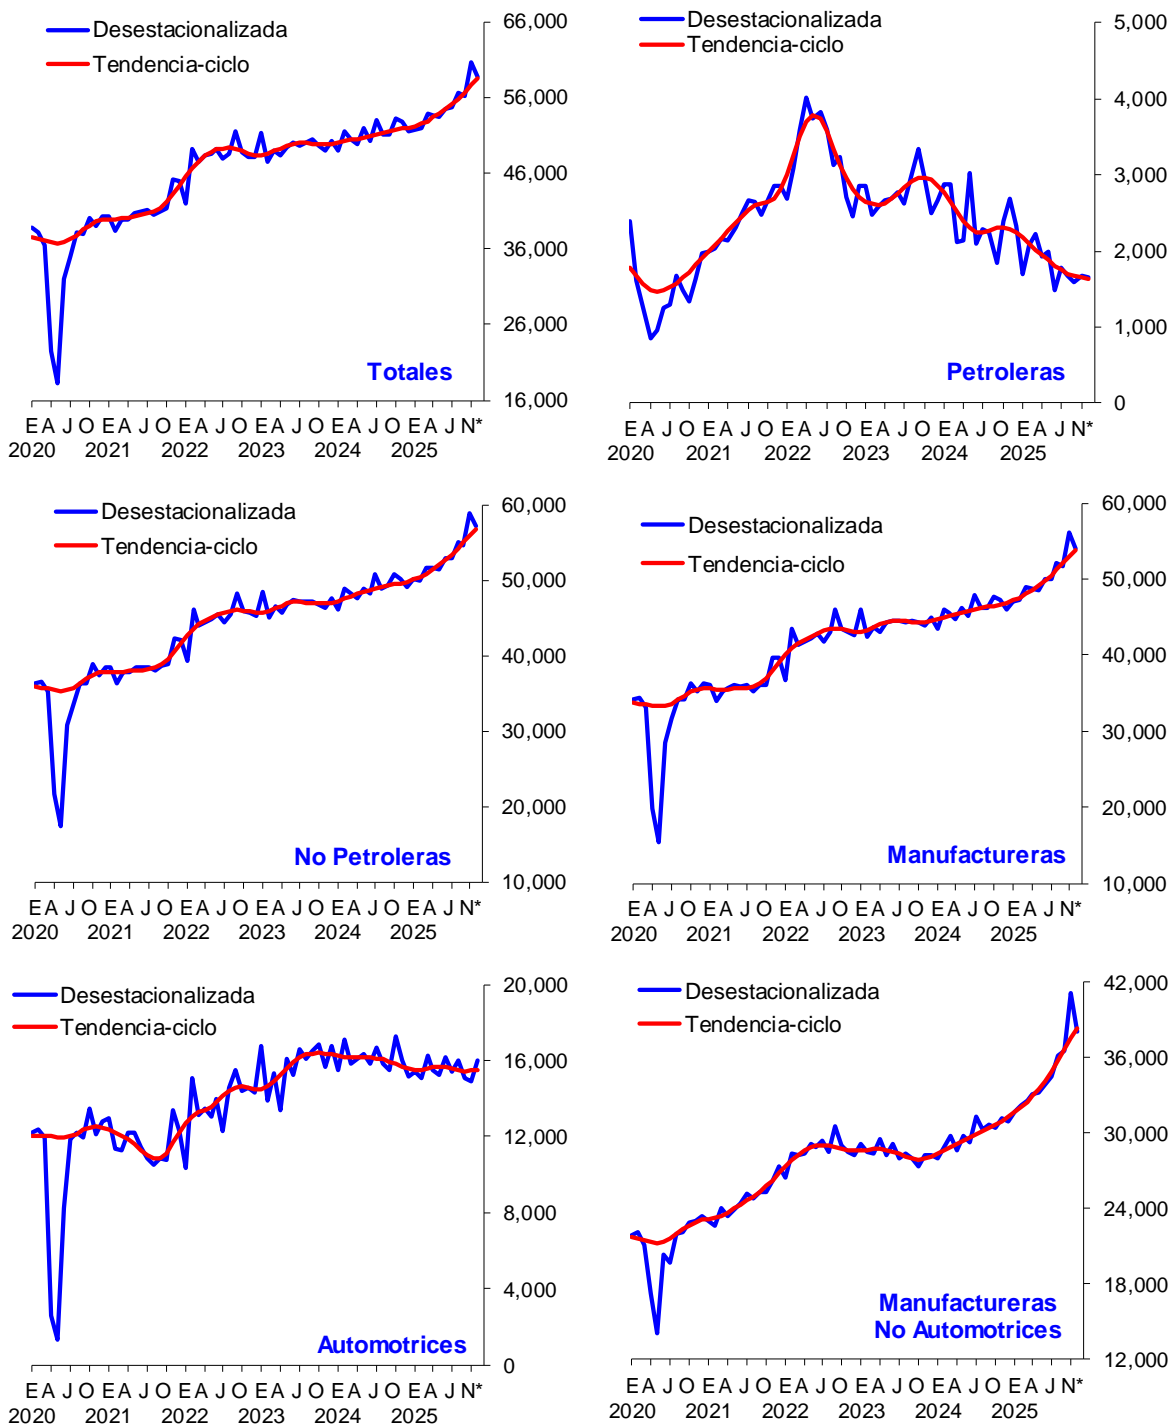 Desestacionalizada
Tendencia-ciclo
66,000
56,000
46,000
36,000
26,000
16,000
Totales
E A J O E A J O E A J O E A J O E A J O E A J N*
2020 2021 2022 2023 2024 2025
Desestacionalizada
Tendencia-ciclo
5,000
4,000
3,000
2,000
1,000
0
Petroleras
E A J O E A J O E A J O E A J O E A J O E A J N*
2020 2021 2022 2023 2024 2025
Desestacionalizada
Tendencia-ciclo
60,000
50,000
40,000
30,000
20,000
10,000
No Petroleras
E A J O E A J O E A J O E A J O E A J O E A J N*
2020 2021 2022 2023 2024 2025
Desestacionalizada
Tendencia-ciclo
60,000
50,000
40,000
30,000
20,000
10,000
Manufactureras
E A J O E A J O E A J O E A J O E A J O E A J N*
2020 2021 2022 2023 2024 2025
Desestacionalizada
Tendencia-ciclo
20,000
16,000
12,000
8,000
4,000
0
Automotrices
E A J O E A J O E A J O E A J O E A J O E A J N*
2020 2021 2022 2023 2024 2025
Desestacionalizada
Tendencia-ciclo
42,000
36,000
30,000
24,000
18,000
12,000
Manufactureras
No Automotrices
E A J O E A J O E A J O E A J O E A J O E A J N*
2020 2021 2022 2023 2024 2025